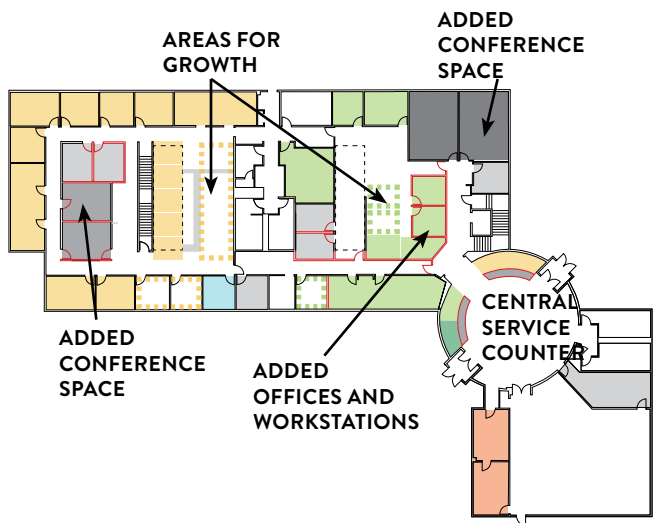 AREAS FOR
GROWTH
ADDED
CONFERENCE
SPACE
CENTRAL
SERVICE
COUNTER
ADDED
CONFERENCE
SPACE
ADDED
OFFICES AND
WORKSTATIONS